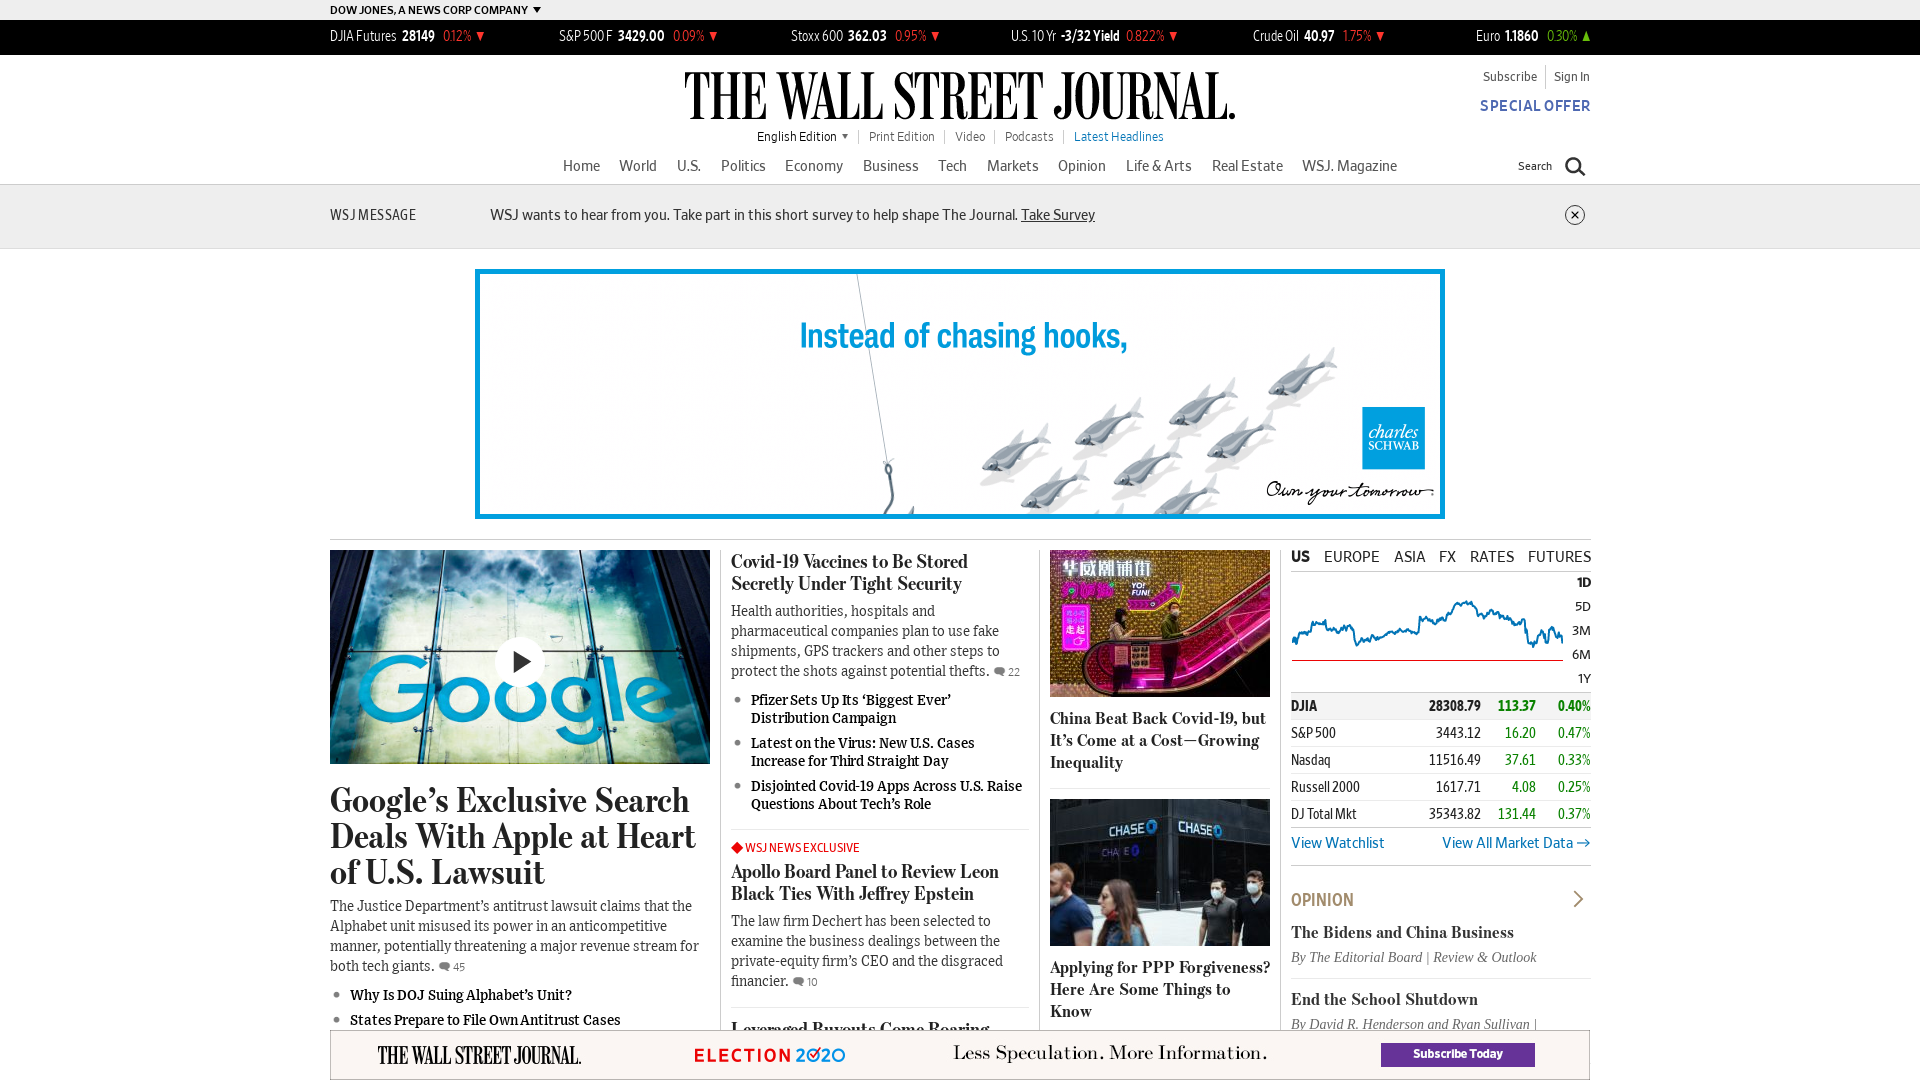 DOW JONES, A NEWS CORP COMPANY
DJIA Futures 28149 0.12% S&P 500 F 3429.00 0.09% Stoxx 600 362.03 0.95% U.S. 10 Yr -3/32 Yield 0.822% Crude Oil 40.97 1.75% Euro 1.1860 0.30%
THE WALL STREET JOURNAL.
Subscribe Sign In
SPECIAL OFFER
English Edition Print Edition Video Podcasts Latest Headlines
Home World U.S. Politics Economy Business Tech Markets Opinion Life & Arts Real Estate WSJ. Magazine Search
WSJ MESSAGE WSJ wants to hear from you. Take part in this short survey to help shape The Journal. Take Survey
Instead of chasing hooks,
charles
SCHWAB
Own your tomorrow
Google
Google's Exclusive Search
Deals With Apple at Heart
of U.S. Lawsuit
The Justice Department's antitrust lawsuit claims that the
Alphabet unit misused its power in an anticompetitive
manner, potentially threatening a major revenue stream for
both tech giants. 45
Why Is DOJ Suing Alphabet's Unit?
States Prepare to File Own Antitrust Cases
Covid-19 Vaccines to Be Stored
Secretly Under Tight Security
Health authorities, hospitals and
pharmaceutical companies plan to use fake
shipments, GPS trackers and other steps to
protect the shots against potential thefts. 22
Pfizer Sets Up Its ‘Biggest Ever’
Distribution Campaign
Latest on the Virus: New U.S. Cases
Increase for Third Straight Day
Disjointed Covid-19 Apps Across U.S. Raise
Questions About Tech's Role
WSJ NEWS EXCLUSIVE
Apollo Board Panel to Review Leon
Black Ties With Jeffrey Epstein
The law firm Dechert has been selected to
examine the business dealings between the
private-equity firm's CEO and the disgraced
financier. 10
Leveraged Buyouts Come Roaring
YO!
FUN!
走起
China Beat Back Covid-19, but
It's Come at a Cost—Growing
Inequality
CHASE CHASE
CHASE
Applying for PPP Forgiveness?
Here Are Some Things to
Know
US EUROPE ASIA FX RATES FUTURES
1D
5D
3M
6M
1Y
DJIA 28308.79 113.37 0.40%
S&P 500 3443.12 16.20 0.47%
Nasdaq 11516.49 37.61 0.33%
Russell 2000 1617.71 4.08 0.25%
DJ Total Mkt 35343.82 131.44 0.37%
View Watchlist View All Market Data
OPINION
The Bidens and China Business
By The Editorial Board | Review & Outlook
End the School Shutdown
By David R. Henderson and Ryan Sullivan |
THE WALL STREET JOURNAL. ELECTION 2020 Less Speculation. More Information. Subscribe Today